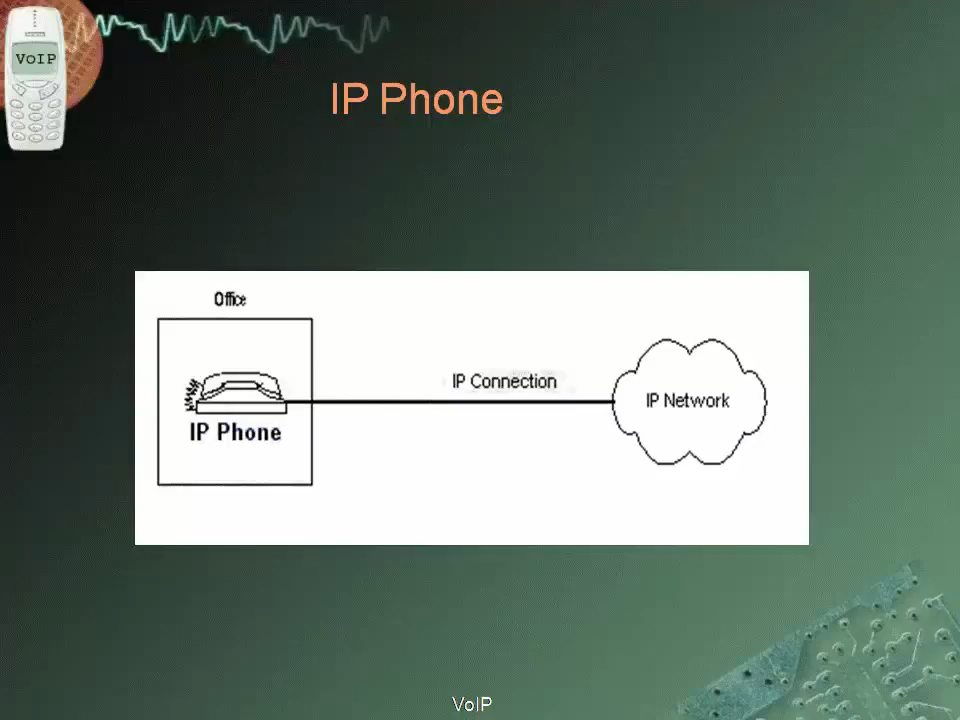 VoIP
IP Phone
Office
IP Connection
IP Network
IP Phone
VoIP